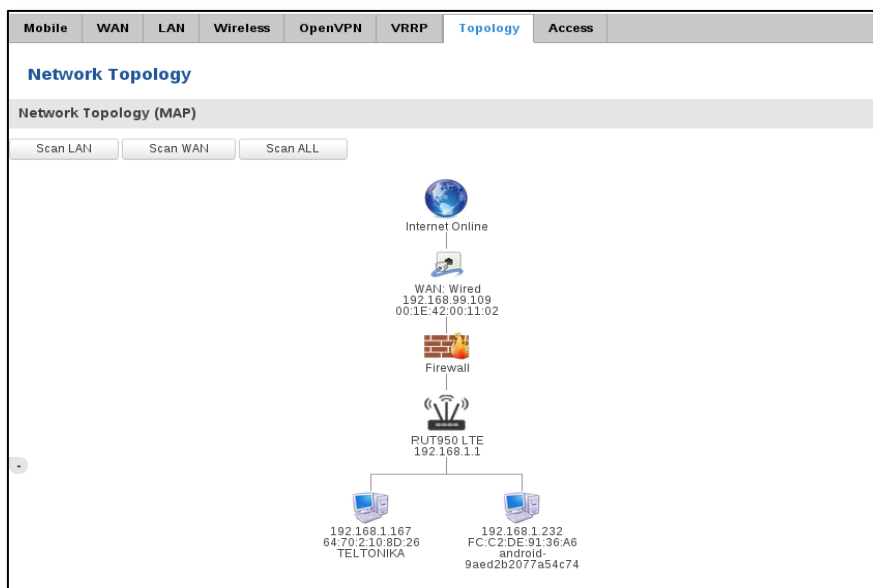 Mobile WAN LAN Wireless OpenVPN VRRP Topology Access
Network Topology
Network Topology (MAP)
Scan LAN Scan WAN Scan ALL
Internet Online
WAN: Wired
192.168.99.109
00:1E:42:00:11:02
Firewall
RUT950 LTE
192.168.1.1
-
192.168.1.167
64:70:2:10:8D:26
TELTONIKA
192.168.1.232
FC:C2:DE:91:36:A6
android-
9aed2b2077a54c74